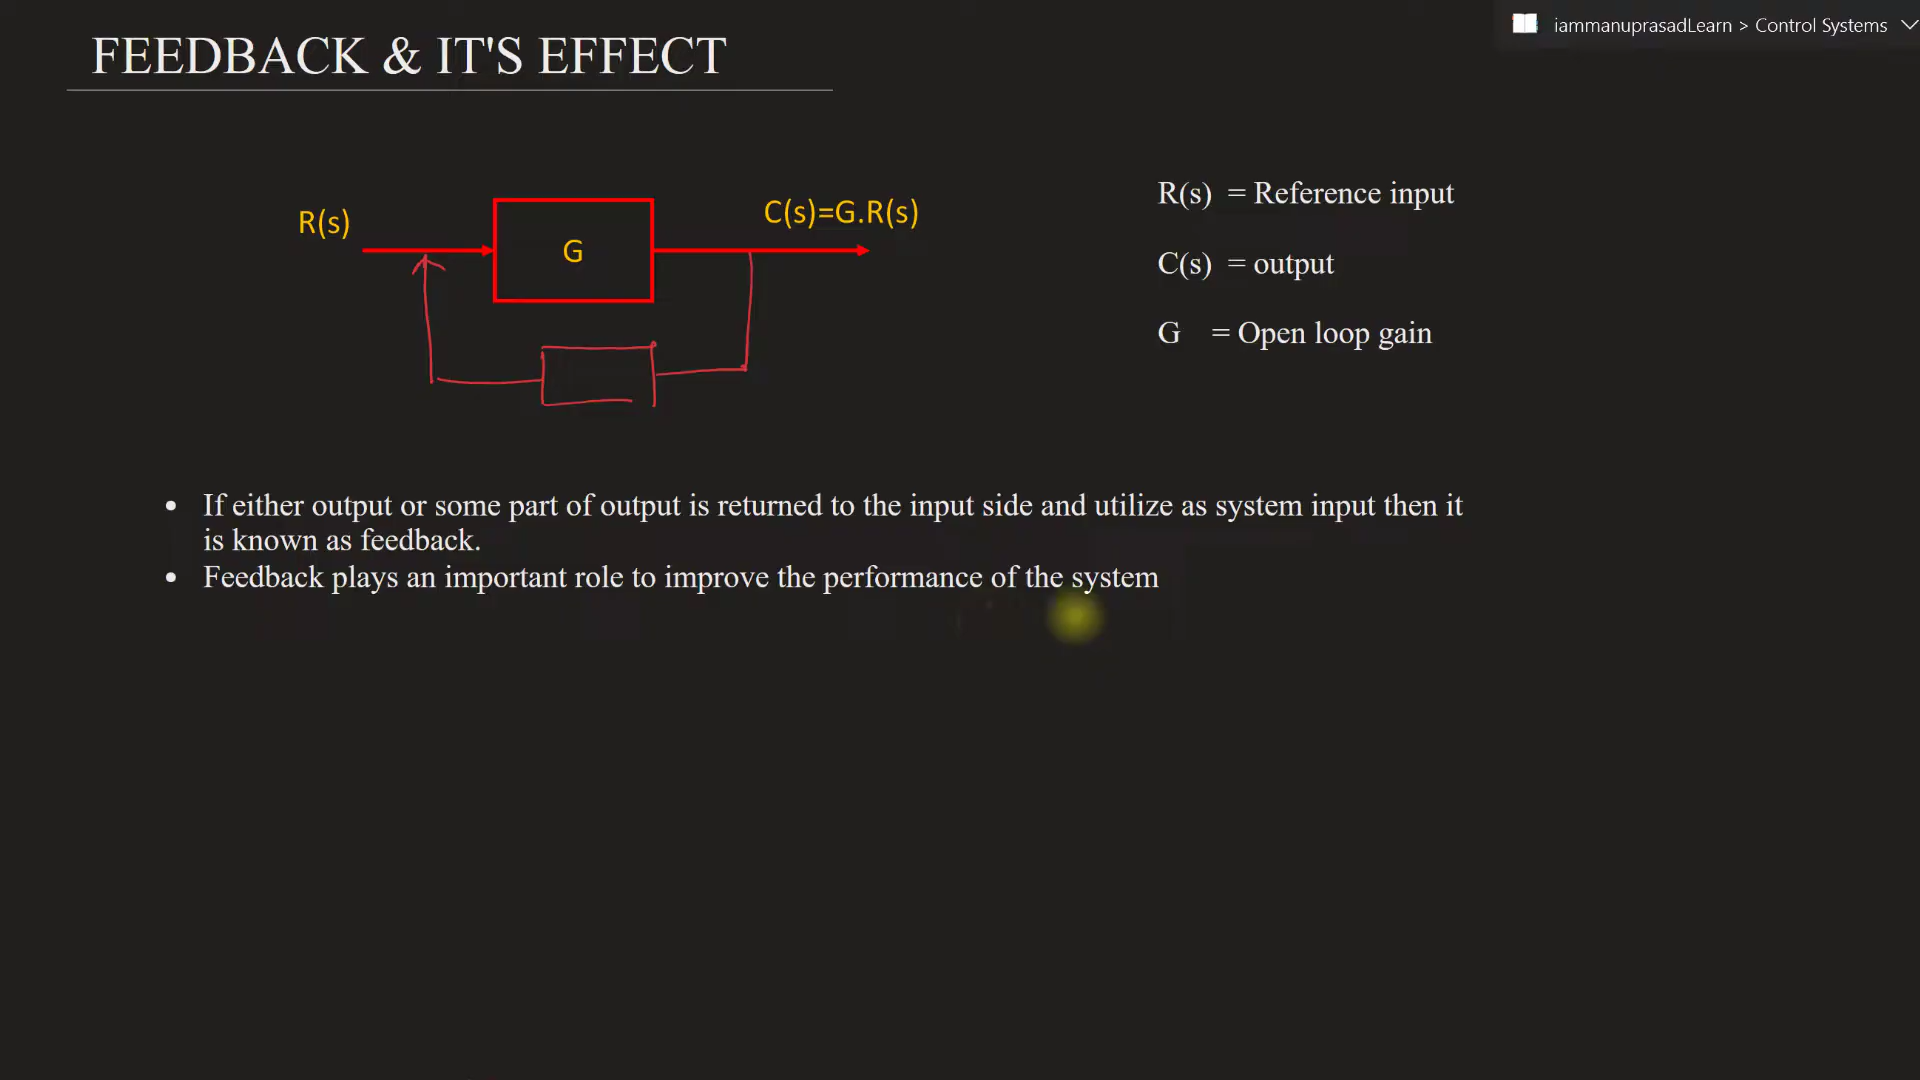 iammanuprasadLearn > Control Systems
FEEDBACK & IT'S EFFECT
R(s)
G
C(s)=G.R(s)
R(s) = Reference input
C(s) = output
G = Open loop gain
• If either output or some part of output is returned to the input side and utilize as system input then it
is known as feedback.
• Feedback plays an important role to improve the performance of the system